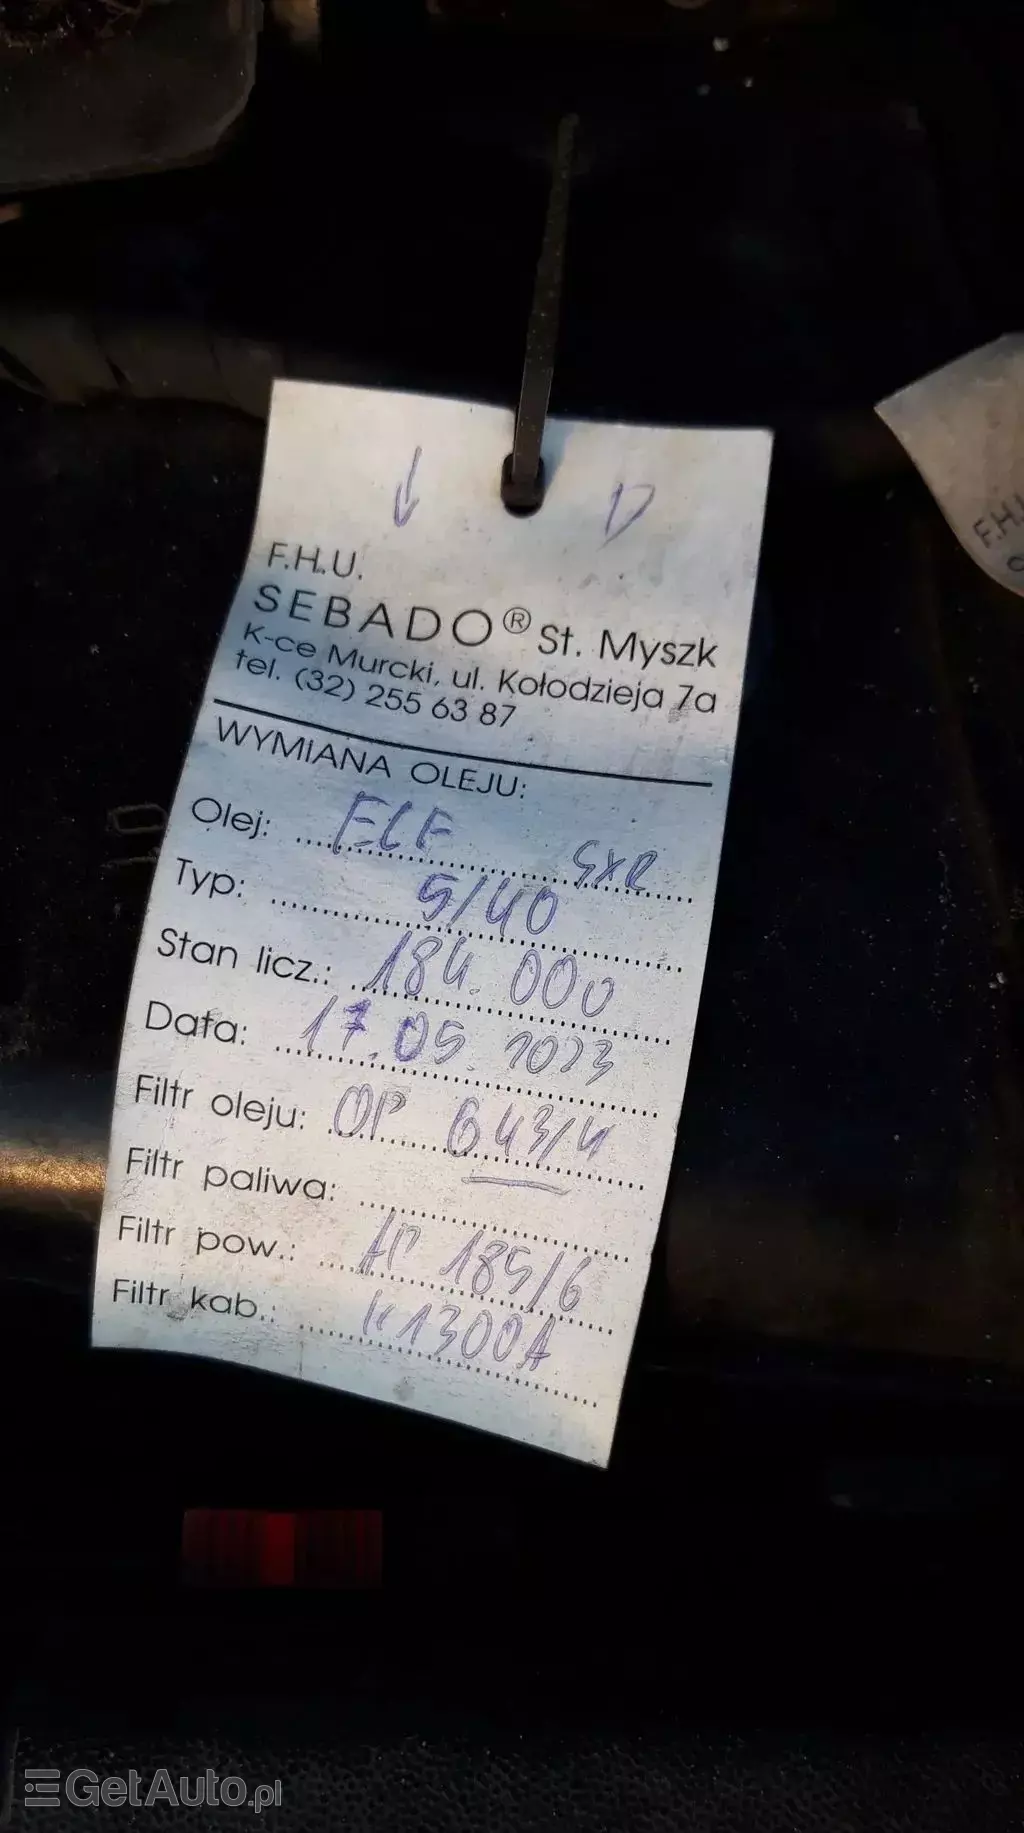 F.H.U.
SEBADO® St. Myszk
K-ce Murcki, ul. Kołodzieja 7a
tel. (32) 255 63 87
WYMIANA OLEJU:
Olej: ELF SXR
Typ: 5/40
Stan licz.: 184.000
Data: 17.05.2023
Filtr oleju: OP 643/4
Filtr paliwa:
Filtr pow.: AP 185/6
Filtr kab.: K1300A
F.H.
GetAuto.pl